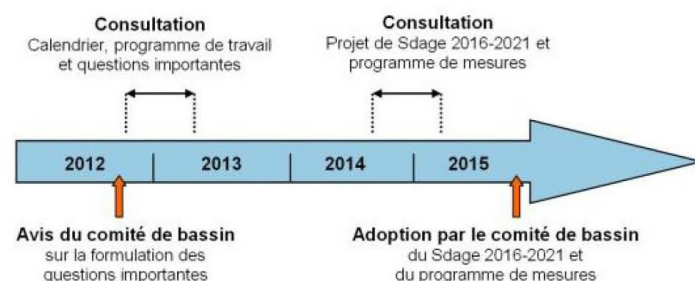 Consultation
Calendrier, programme de travail
et questions importantes
Consultation
Projet de Sdage 2016-2021 et
programme de mesures
2012
2013
2014
2015
Avis du comité de bassin
sur la formulation des
questions importantes
Adoption par le comité de bassin
du Sdage 2016-2021 et
du programme de mesures